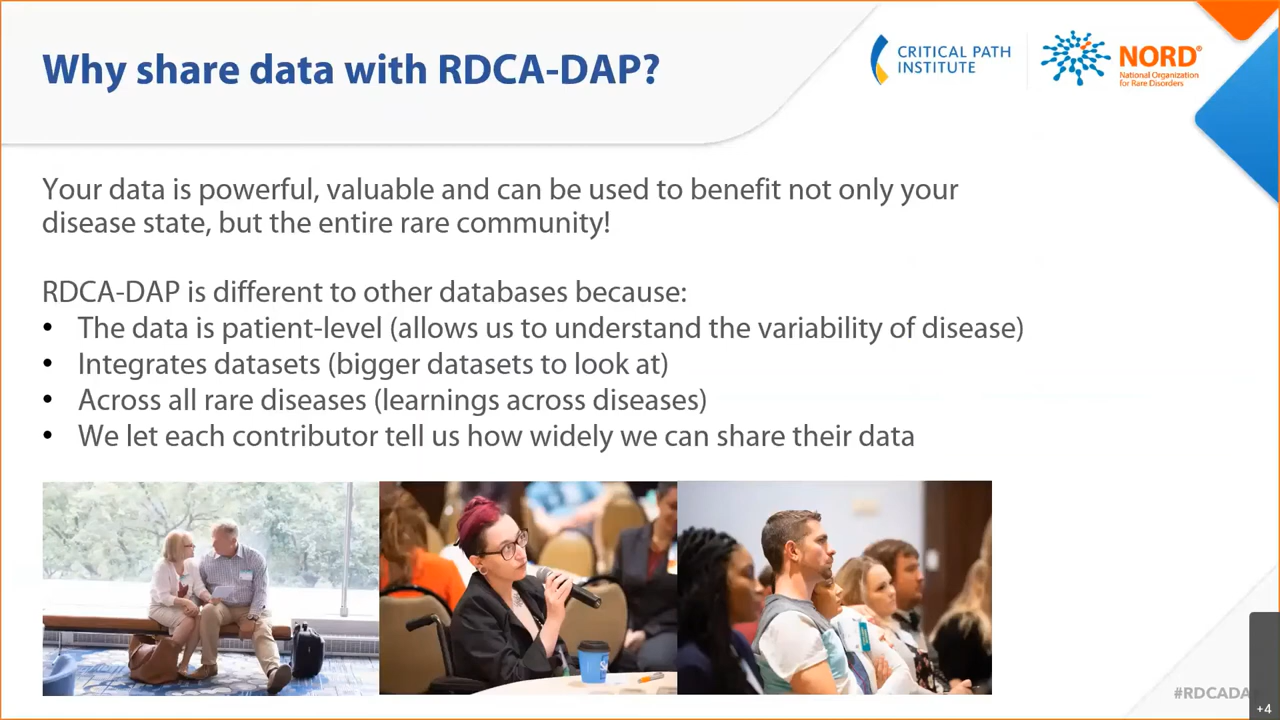 Why share data with RDCA-DAP?
CRITICAL PATH
INSTITUTE
NORD®
National Organization
for Rare Disorders
Your data is powerful, valuable and can be used to benefit not only your
disease state, but the entire rare community!
RDCA-DAP is different to other databases because:
• The data is patient-level (allows us to understand the variability of disease)
• Integrates datasets (bigger datasets to look at)
• Across all rare diseases (learnings across diseases)
• We let each contributor tell us how widely we can share their data
#RDCADA
+4